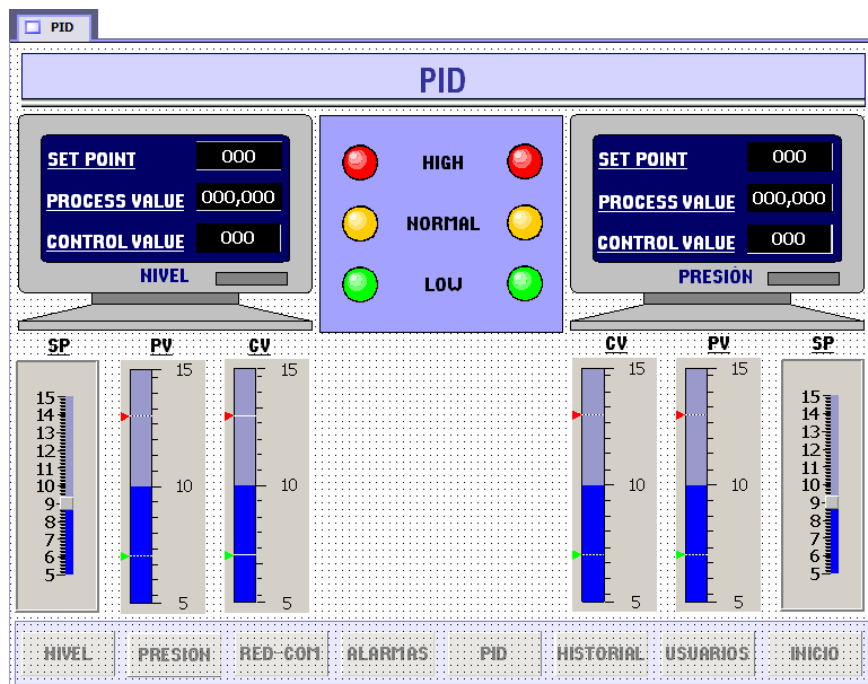 PID
PID
SET POINT 000
PROCESS VALUE 000,000
CONTROL VALUE 000
NIVEL
HIGH
NORMAL
LOW
SET POINT 000
PROCESS VALUE 000,000
CONTROL VALUE 000
PRESIÓN
SP PV CV
15
14
13
12
11
10
9
8
7
6
5
15
10
5
15
10
5
CV PV SP
15
10
5
15
10
5
15
14
13
12
11
10
9
8
7
6
5
NIVEL PRESION RED-COM ALARMAS PID HISTORIAL USUARIOS INICIO